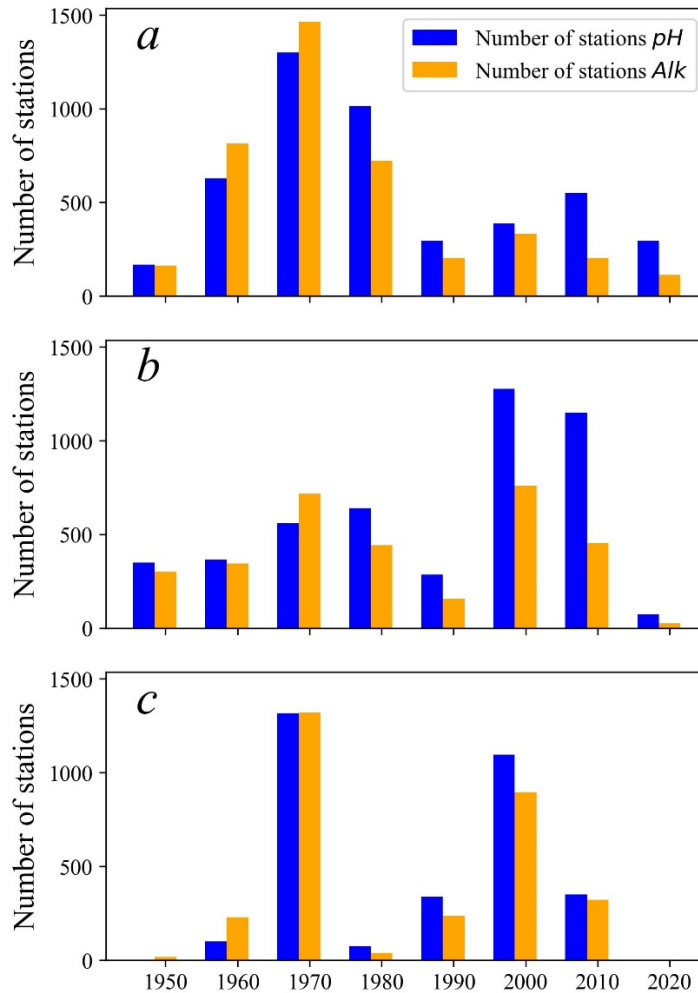 a
Number of stations pH
Number of stations Alk
Number of stations
1500
1000
500
0
b
Number of stations
1500
1000
500
0
c
Number of stations
1500
1000
500
0
1950 1960 1970 1980 1990 2000 2010 2020